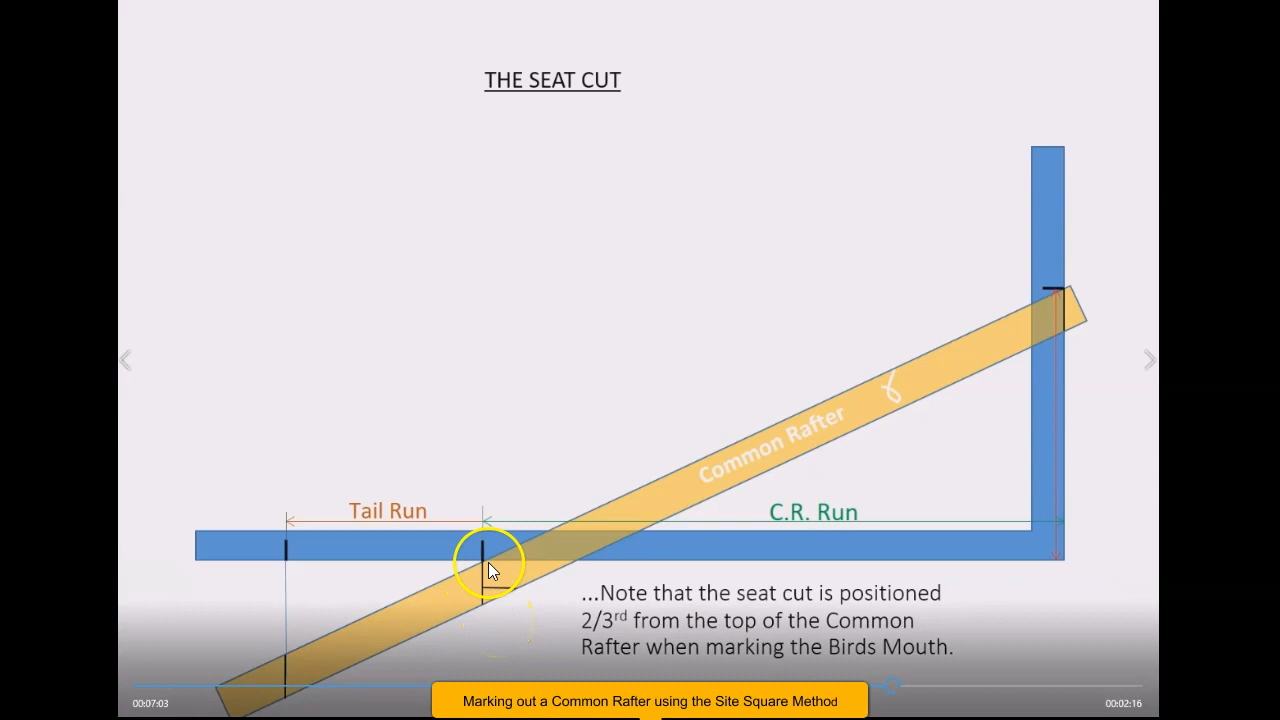 THE SEAT CUT
Common Rafter
Tail Run
C.R. Run
...Note that the seat cut is positioned
2/3rd from the top of the Common
Rafter when marking the Birds Mouth.
00:07:03
Marking out a Common Rafter using the Site Square Method
00:02:16